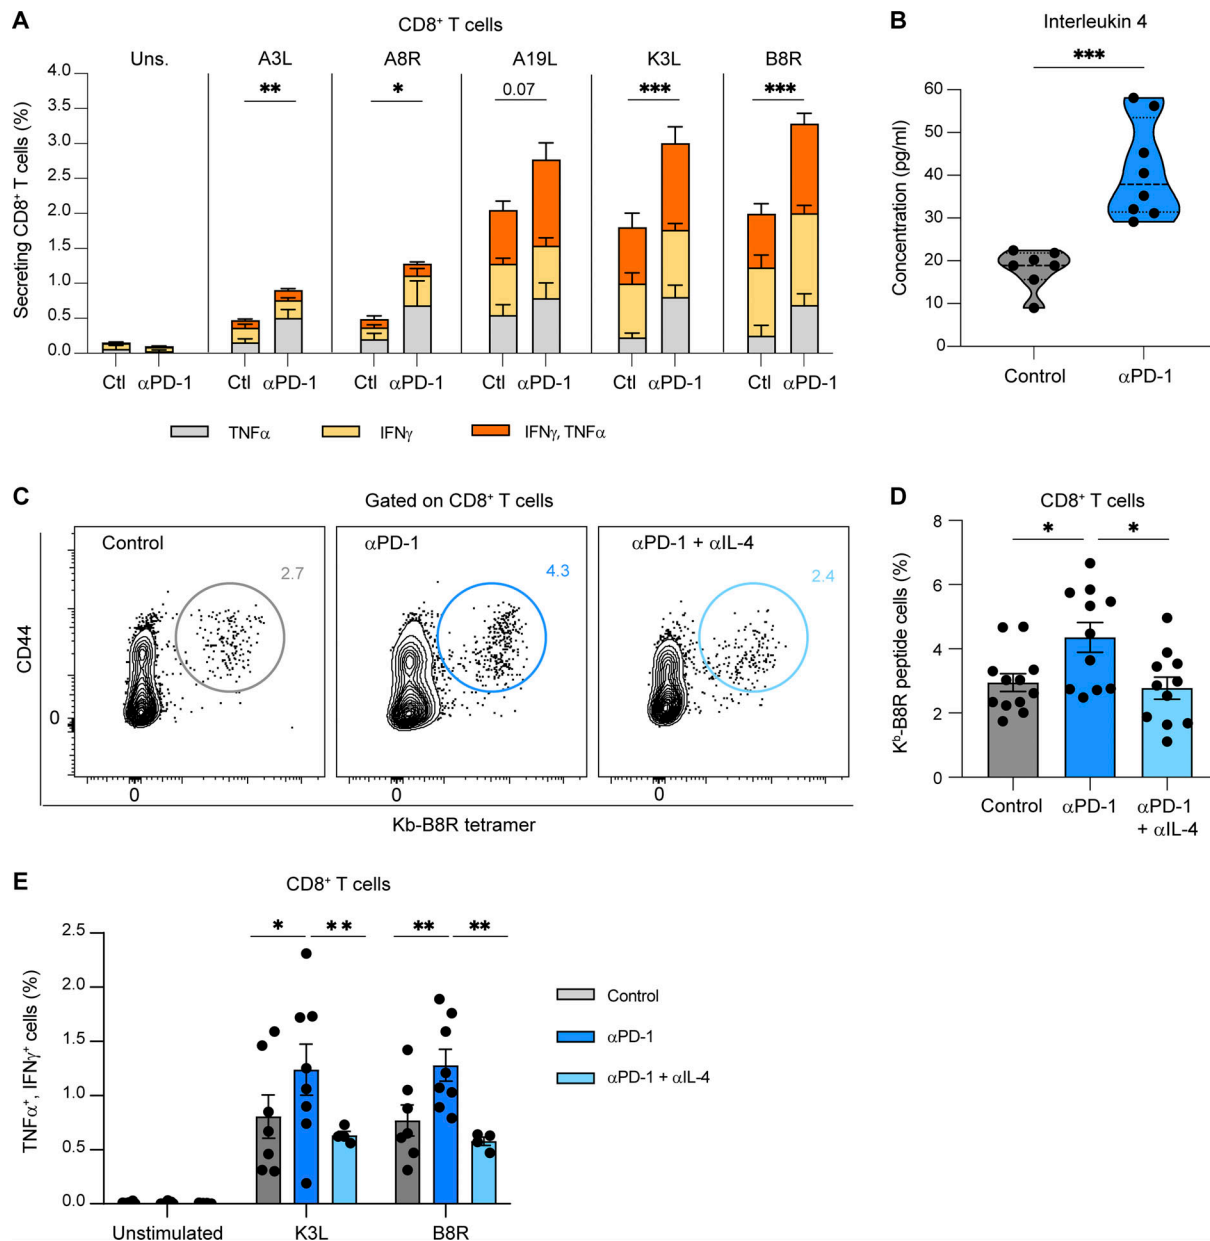 A
CD8⁺ T cells
Uns. A3L A8R A19L K3L B8R
** * 0.07 *** ***
Secreting CD8⁺ T cells (%)
4.0
3.5
3.0
2.5
2.0
1.5
1.0
0.5
0.0
Ctl αPD-1 Ctl αPD-1 Ctl αPD-1 Ctl αPD-1 Ctl αPD-1 Ctl αPD-1
TNFα IFNγ IFNγ, TNFα
B
Interleukin 4
***
Concentration (pg/ml)
60
50
40
30
20
10
0
Control αPD-1
C
Gated on CD8⁺ T cells
Control αPD-1 αPD-1 + αIL-4
2.7 4.3 2.4
CD44
0
0 0 0
Kb-B8R tetramer
D
CD8⁺ T cells
* *
Kᵇ-B8R peptide cells (%)
8
6
4
2
0
Control αPD-1 αPD-1
+ αIL-4
E
CD8⁺ T cells
* ** ** **
TNFα⁺, IFNγ⁺ cells (%)
2.5
2.0
1.5
1.0
0.5
0.0
Unstimulated K3L B8R
Control
αPD-1
αPD-1 + αIL-4